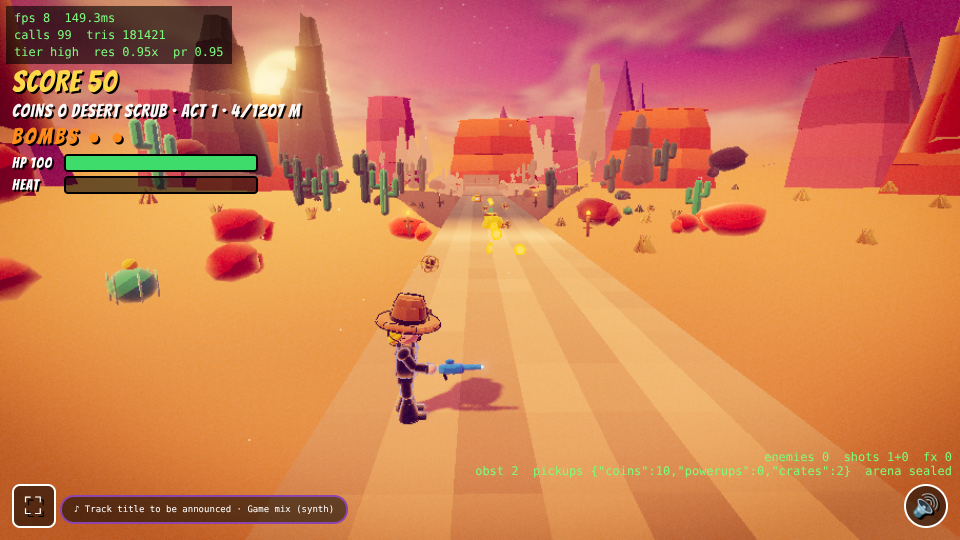 fps 8  149.3ms
calls 99  tris 181421
tier high  res 0.95x  pr 0.95
SCORE 50
COINS 0 DESERT SCRUB · ACT 1 · 4/1207 M
BOMBS
HP 100
HEAT
enemies 0  shots 1+0  fx 0
obst 2  pickups {"coins":10,"powerups":0,"crates":2}  arena sealed
♪ Track title to be announced · Game mix (synth)